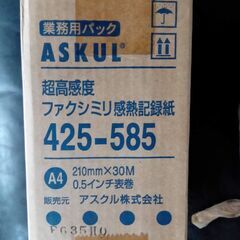 業務用パック
ASKUL®
超高感度
ファクシミリ感熱記録紙
425-585
A4
210mm×30M
0.5インチ表巻
販売元 アスクル株式会社